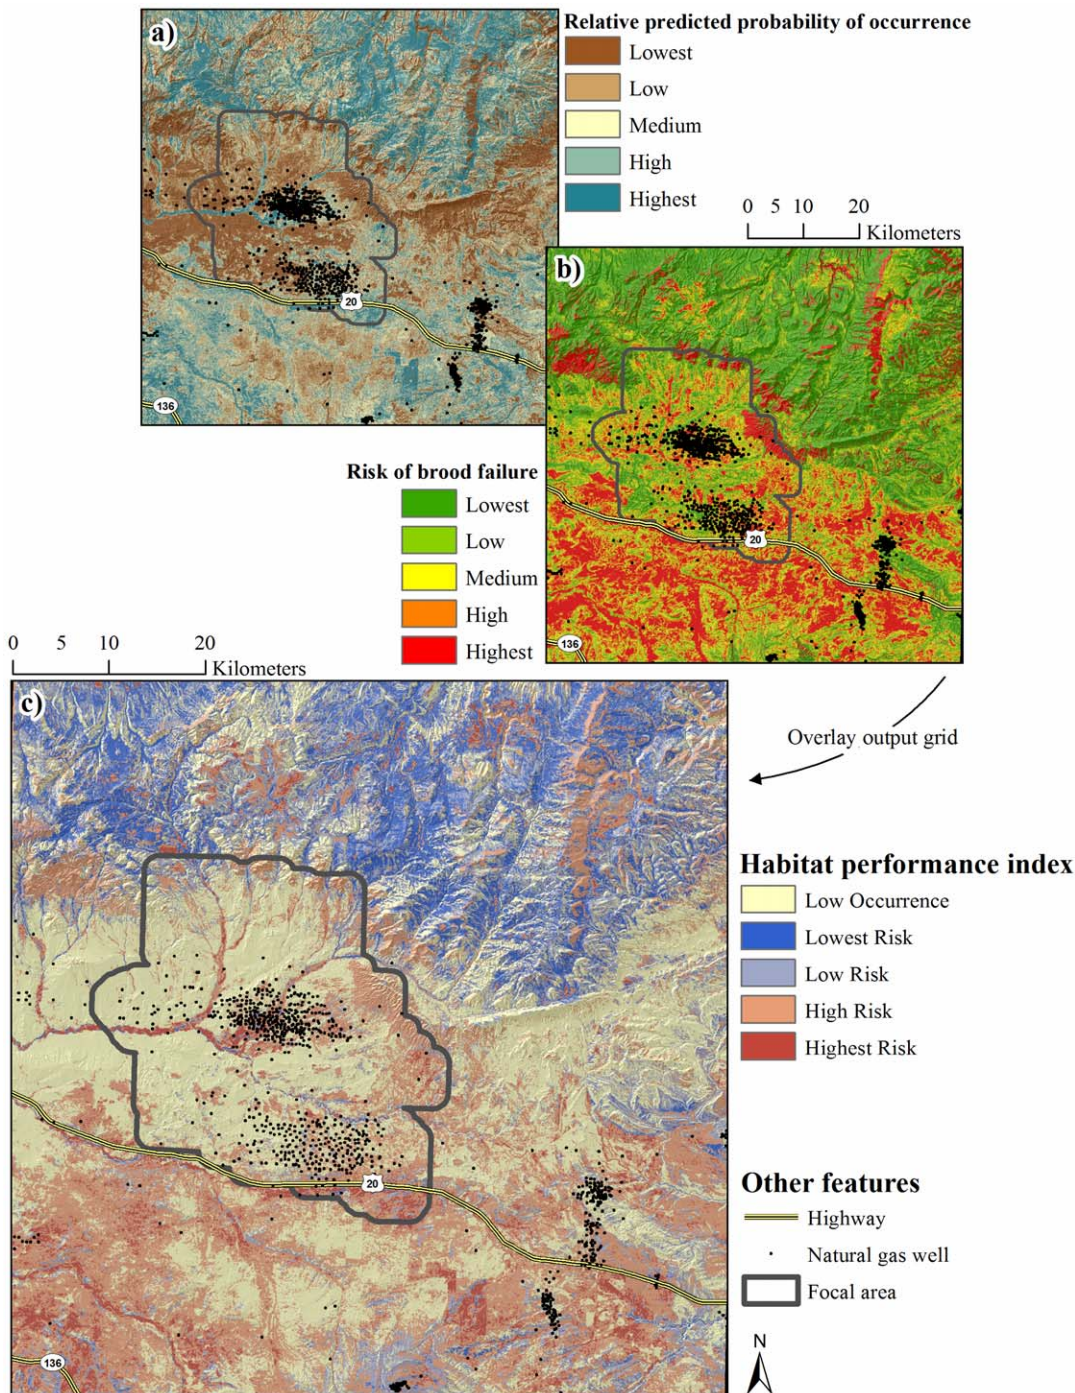 a)
Relative predicted probability of occurrence
Lowest
Low
Medium
High
Highest
20
136
0 5 10 20
Kilometers
b)
Risk of brood failure
Lowest
Low
Medium
High
Highest
20
136
0 5 10 20
Kilometers
c)
Overlay output grid
Habitat performance index
Low Occurrence
Lowest Risk
Low Risk
High Risk
Highest Risk
20
136
Other features
Highway
Natural gas well
Focal area
N